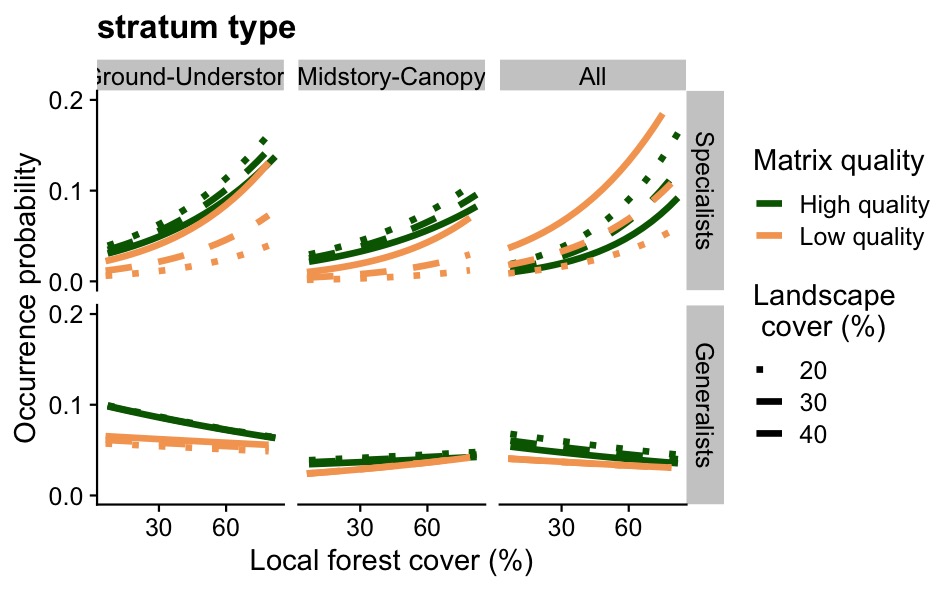 stratum type
Ground-Understor
Midstory-Canopy
All
0.2
0.1
0.0
Specialists
0.2
0.1
0.0
Generalists
Occurrence probability
30 60
30 60
30 60
Local forest cover (%)
Matrix quality
High quality
Low quality
Landscape
cover (%)
20
30
40